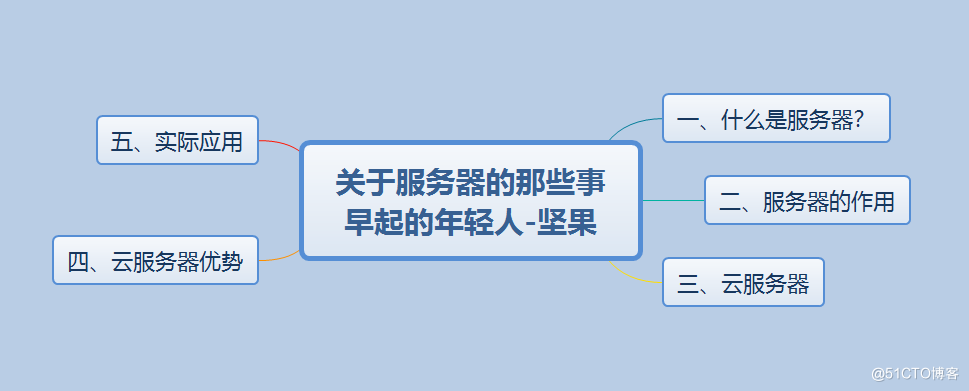 关于服务器的那些事
早起的年轻人-坚果
一、什么是服务器？
二、服务器的作用
三、云服务器
四、云服务器优势
五、实际应用
@51CTO博客